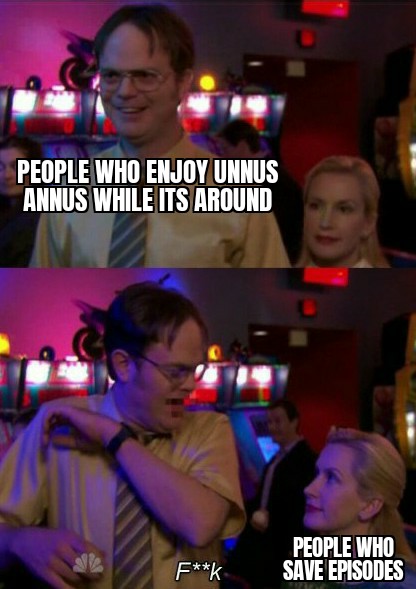 PEOPLE WHO ENJOY UNNUS
ANNUS WHILE ITS AROUND
F**k
PEOPLE WHO
SAVE EPISODES